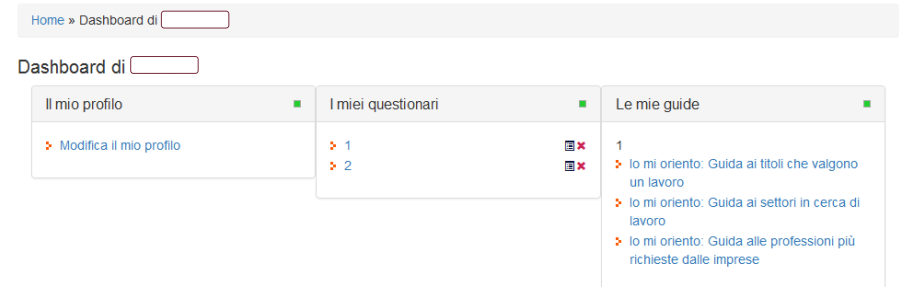 Home » Dashboard di
Dashboard di
Il mio profilo
Modifica il mio profilo
I miei questionari
1
2
Le mie guide
1
Io mi oriento: Guida ai titoli che valgono
un lavoro
Io mi oriento: Guida ai settori in cerca di
lavoro
Io mi oriento: Guida alle professioni più
richieste dalle imprese